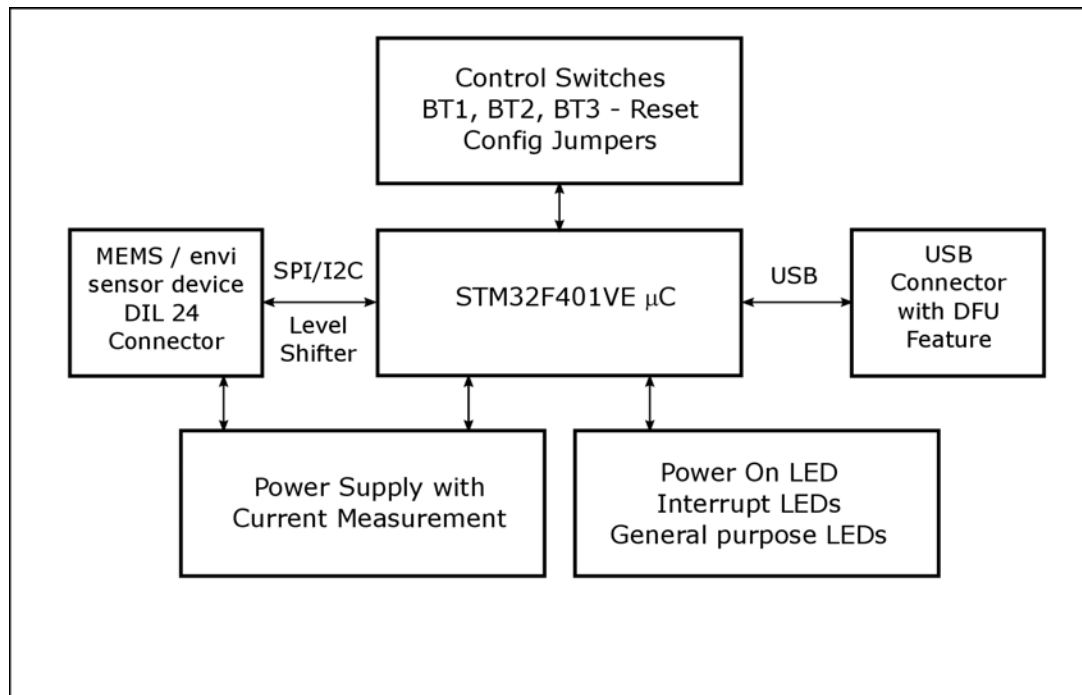 Control Switches
BT1, BT2, BT3 - Reset
Config Jumpers
MEMS / envi
sensor device
DIL 24
Connector
SPI/I2C
Level
Shifter
STM32F401VE μC
USB
USB
Connector
with DFU
Feature
Power Supply with
Current Measurement
Power On LED
Interrupt LEDs
General purpose LEDs